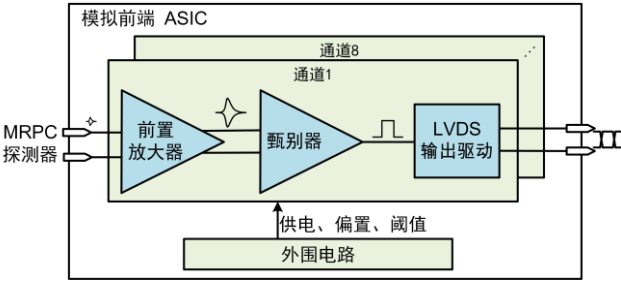 模拟前端 ASIC
通道8
通道1
MRPC
探测器
前置
放大器
甄别器
LVDS
输出驱动
供电、偏置、阈值
外围电路